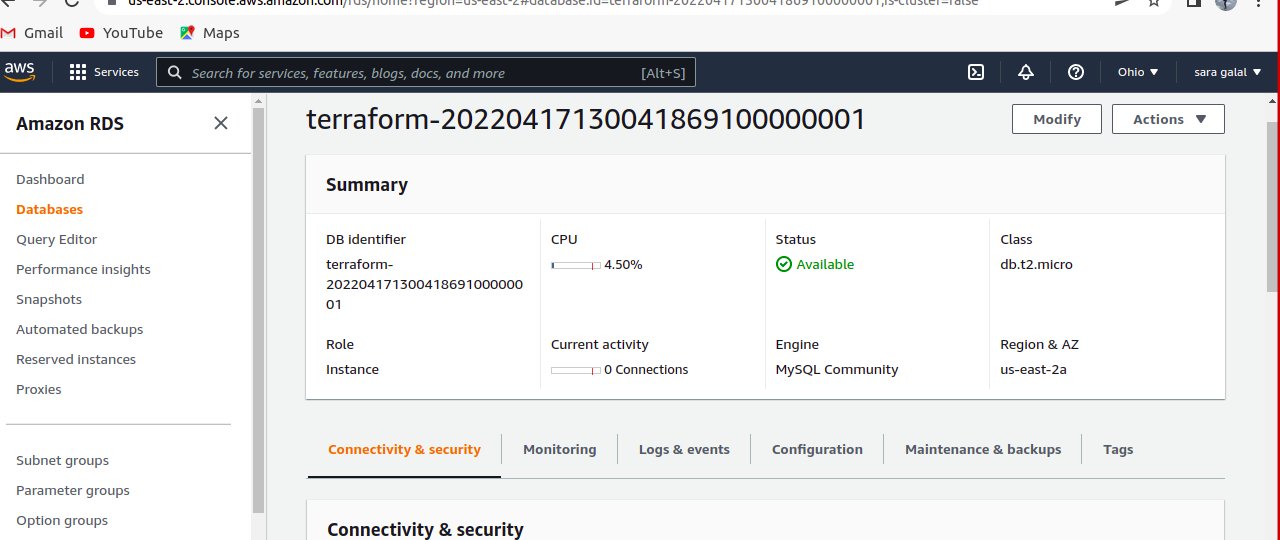 us-east-2.console.aws.amazon.com/rds/home?region=us-east-2#database:id=terraform-20220417130041869100000001;is-cluster=false
Gmail YouTube Maps
aws Services Search for services, features, blogs, docs, and more [Alt+S] Ohio sara galal
Amazon RDS
Dashboard
Databases
Query Editor
Performance insights
Snapshots
Automated backups
Reserved instances
Proxies
Subnet groups
Parameter groups
Option groups
terraform-20220417130041869100000001
Modify Actions
Summary
DB identifier
terraform-
202204171300418691000000
01
CPU
4.50%
Status
Available
Class
db.t2.micro
Role
Instance
Current activity
0 Connections
Engine
MySQL Community
Region & AZ
us-east-2a
Connectivity & security Monitoring Logs & events Configuration Maintenance & backups Tags
Connectivity & security